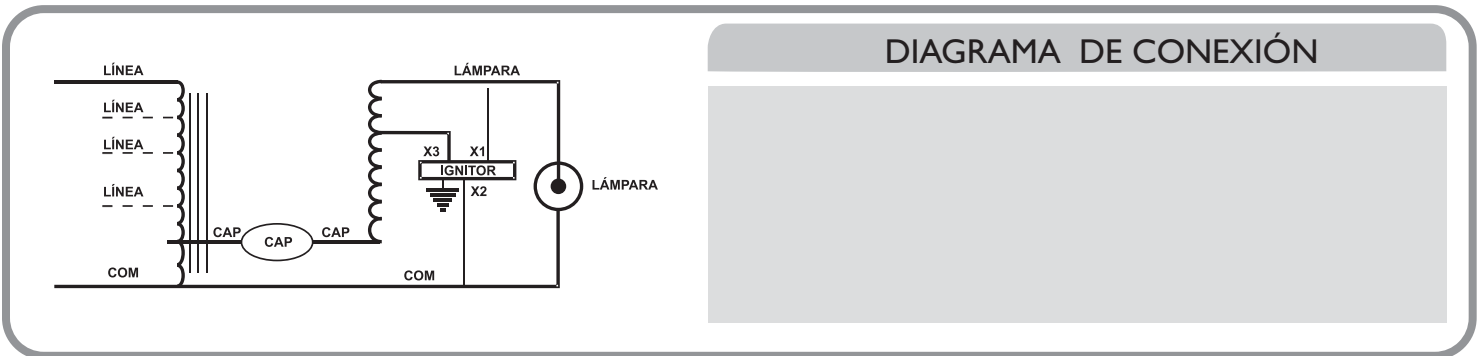 DIAGRAMA DE CONEXIÓN
LÍNEA
LÁMPARA
LÍNEA
LÍNEA
X3 X1
IGNITOR
X2
LÍNEA
LÁMPARA
CAP CAP CAP
COM
COM